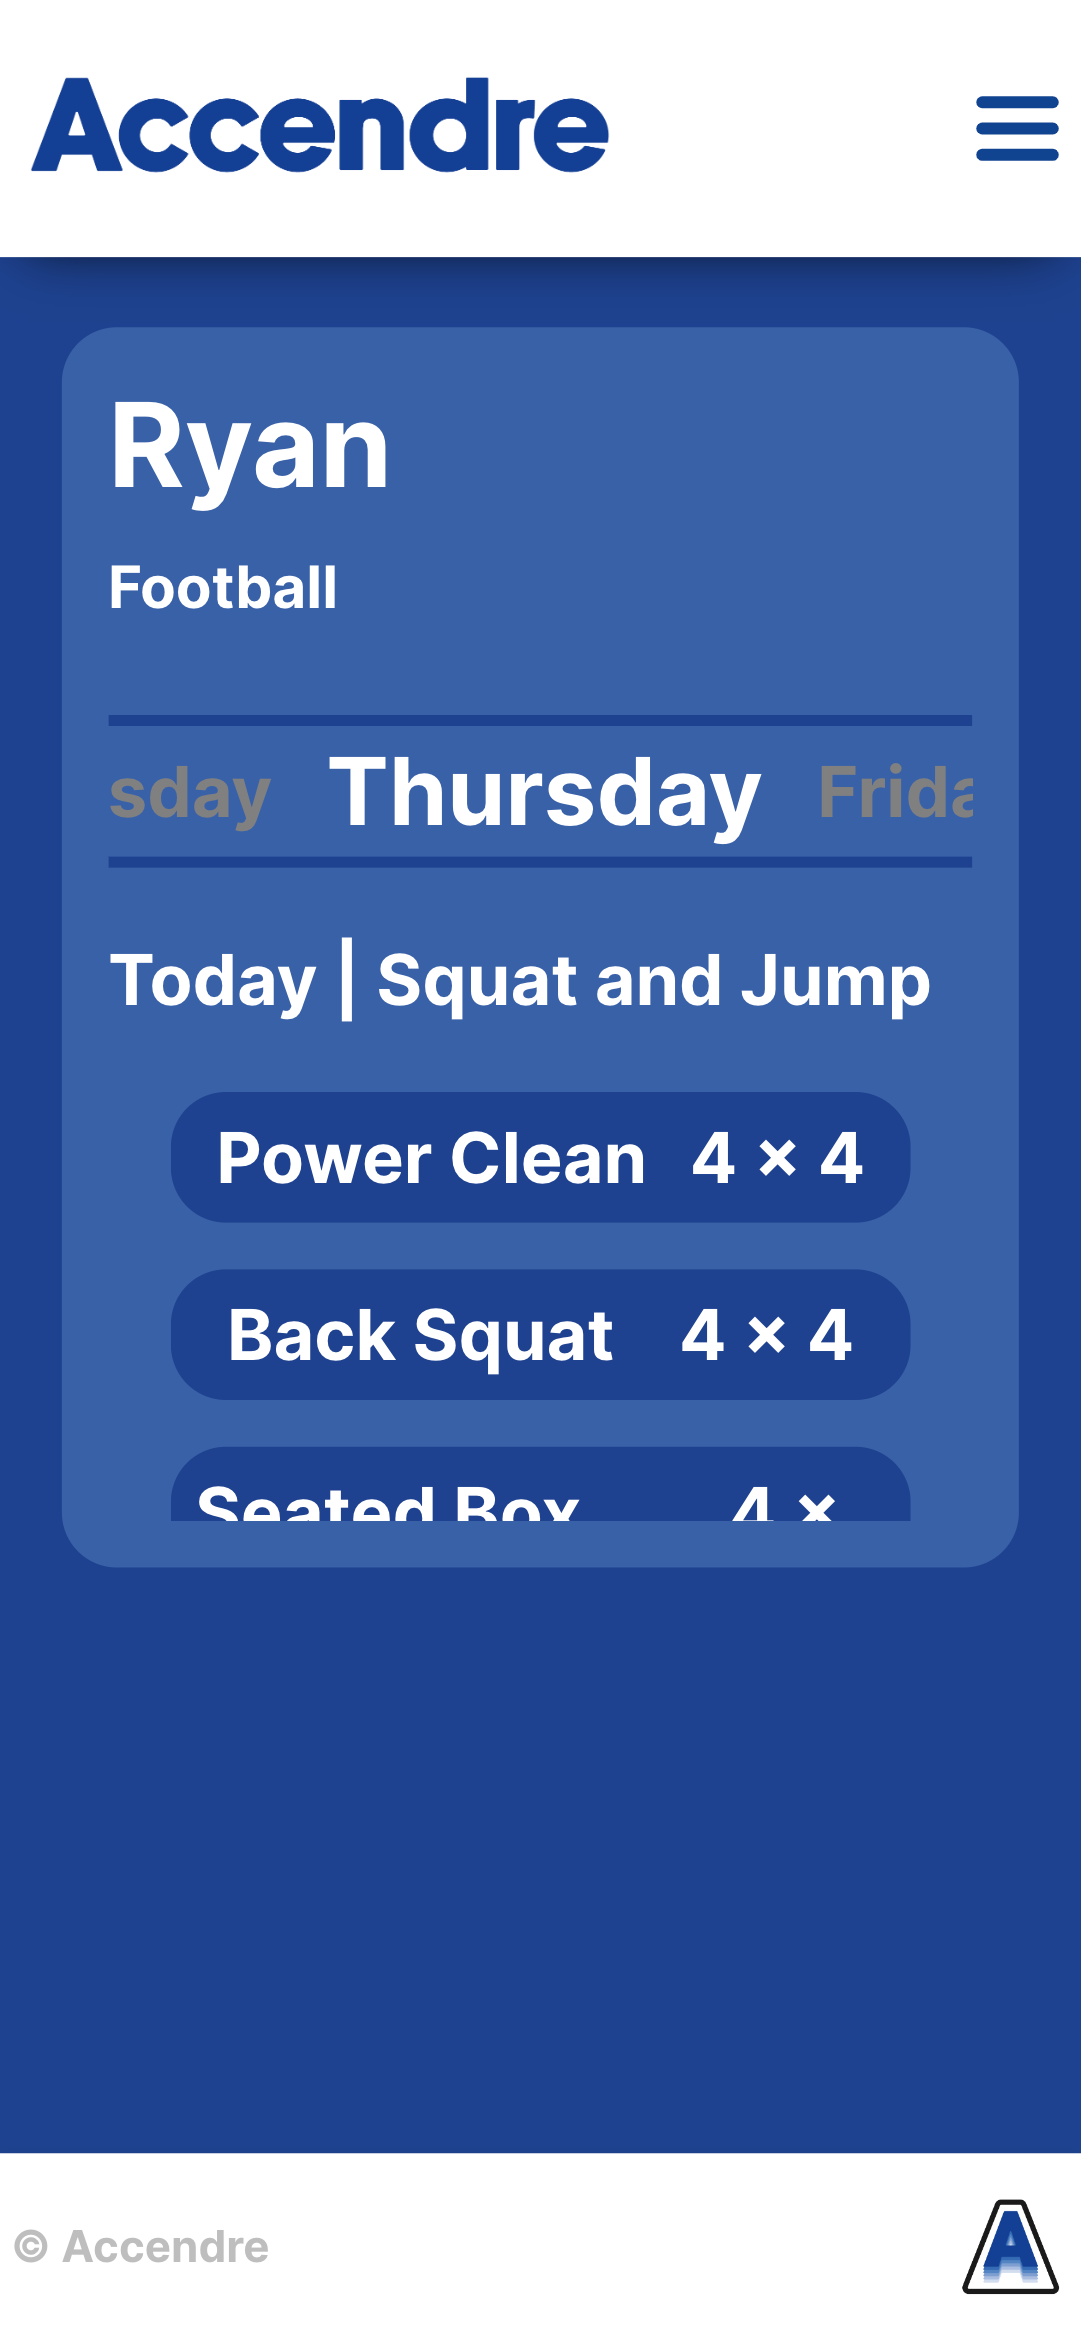 Accendre
Ryan
Football
sday Thursday Frida
Today | Squat and Jump
Power Clean 4 × 4
Back Squat 4 × 4
Seated Box 4 ×
© Accendre
A